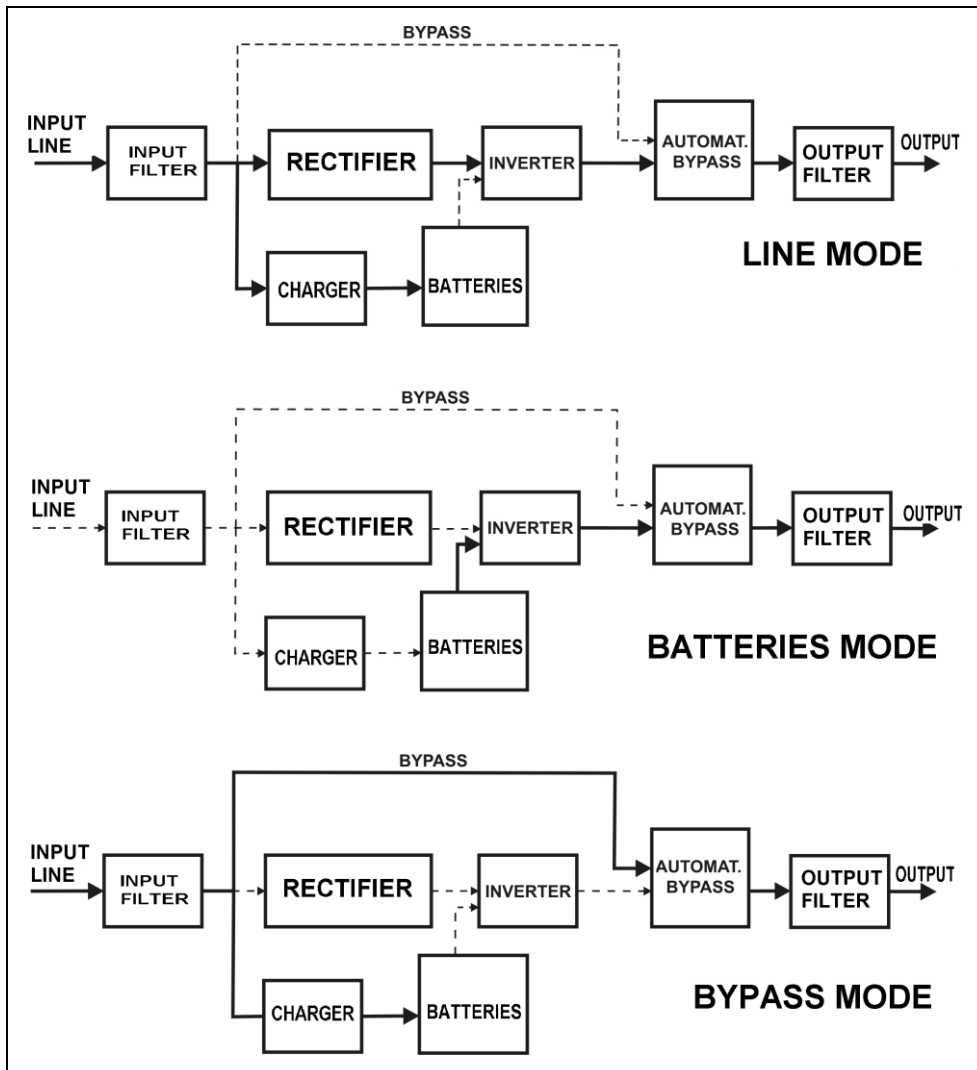 BYPASS
INPUT
LINE
INPUT
FILTER
RECTIFIER
INVERTER
AUTOMAT.
BYPASS
OUTPUT
FILTER
OUTPUT
CHARGER
BATTERIES
LINE MODE
BYPASS
INPUT
LINE
INPUT
FILTER
RECTIFIER
INVERTER
AUTOMAT.
BYPASS
OUTPUT
FILTER
OUTPUT
CHARGER
BATTERIES
BATTERIES MODE
BYPASS
INPUT
LINE
INPUT
FILTER
RECTIFIER
INVERTER
AUTOMAT.
BYPASS
OUTPUT
FILTER
OUTPUT
CHARGER
BATTERIES
BYPASS MODE